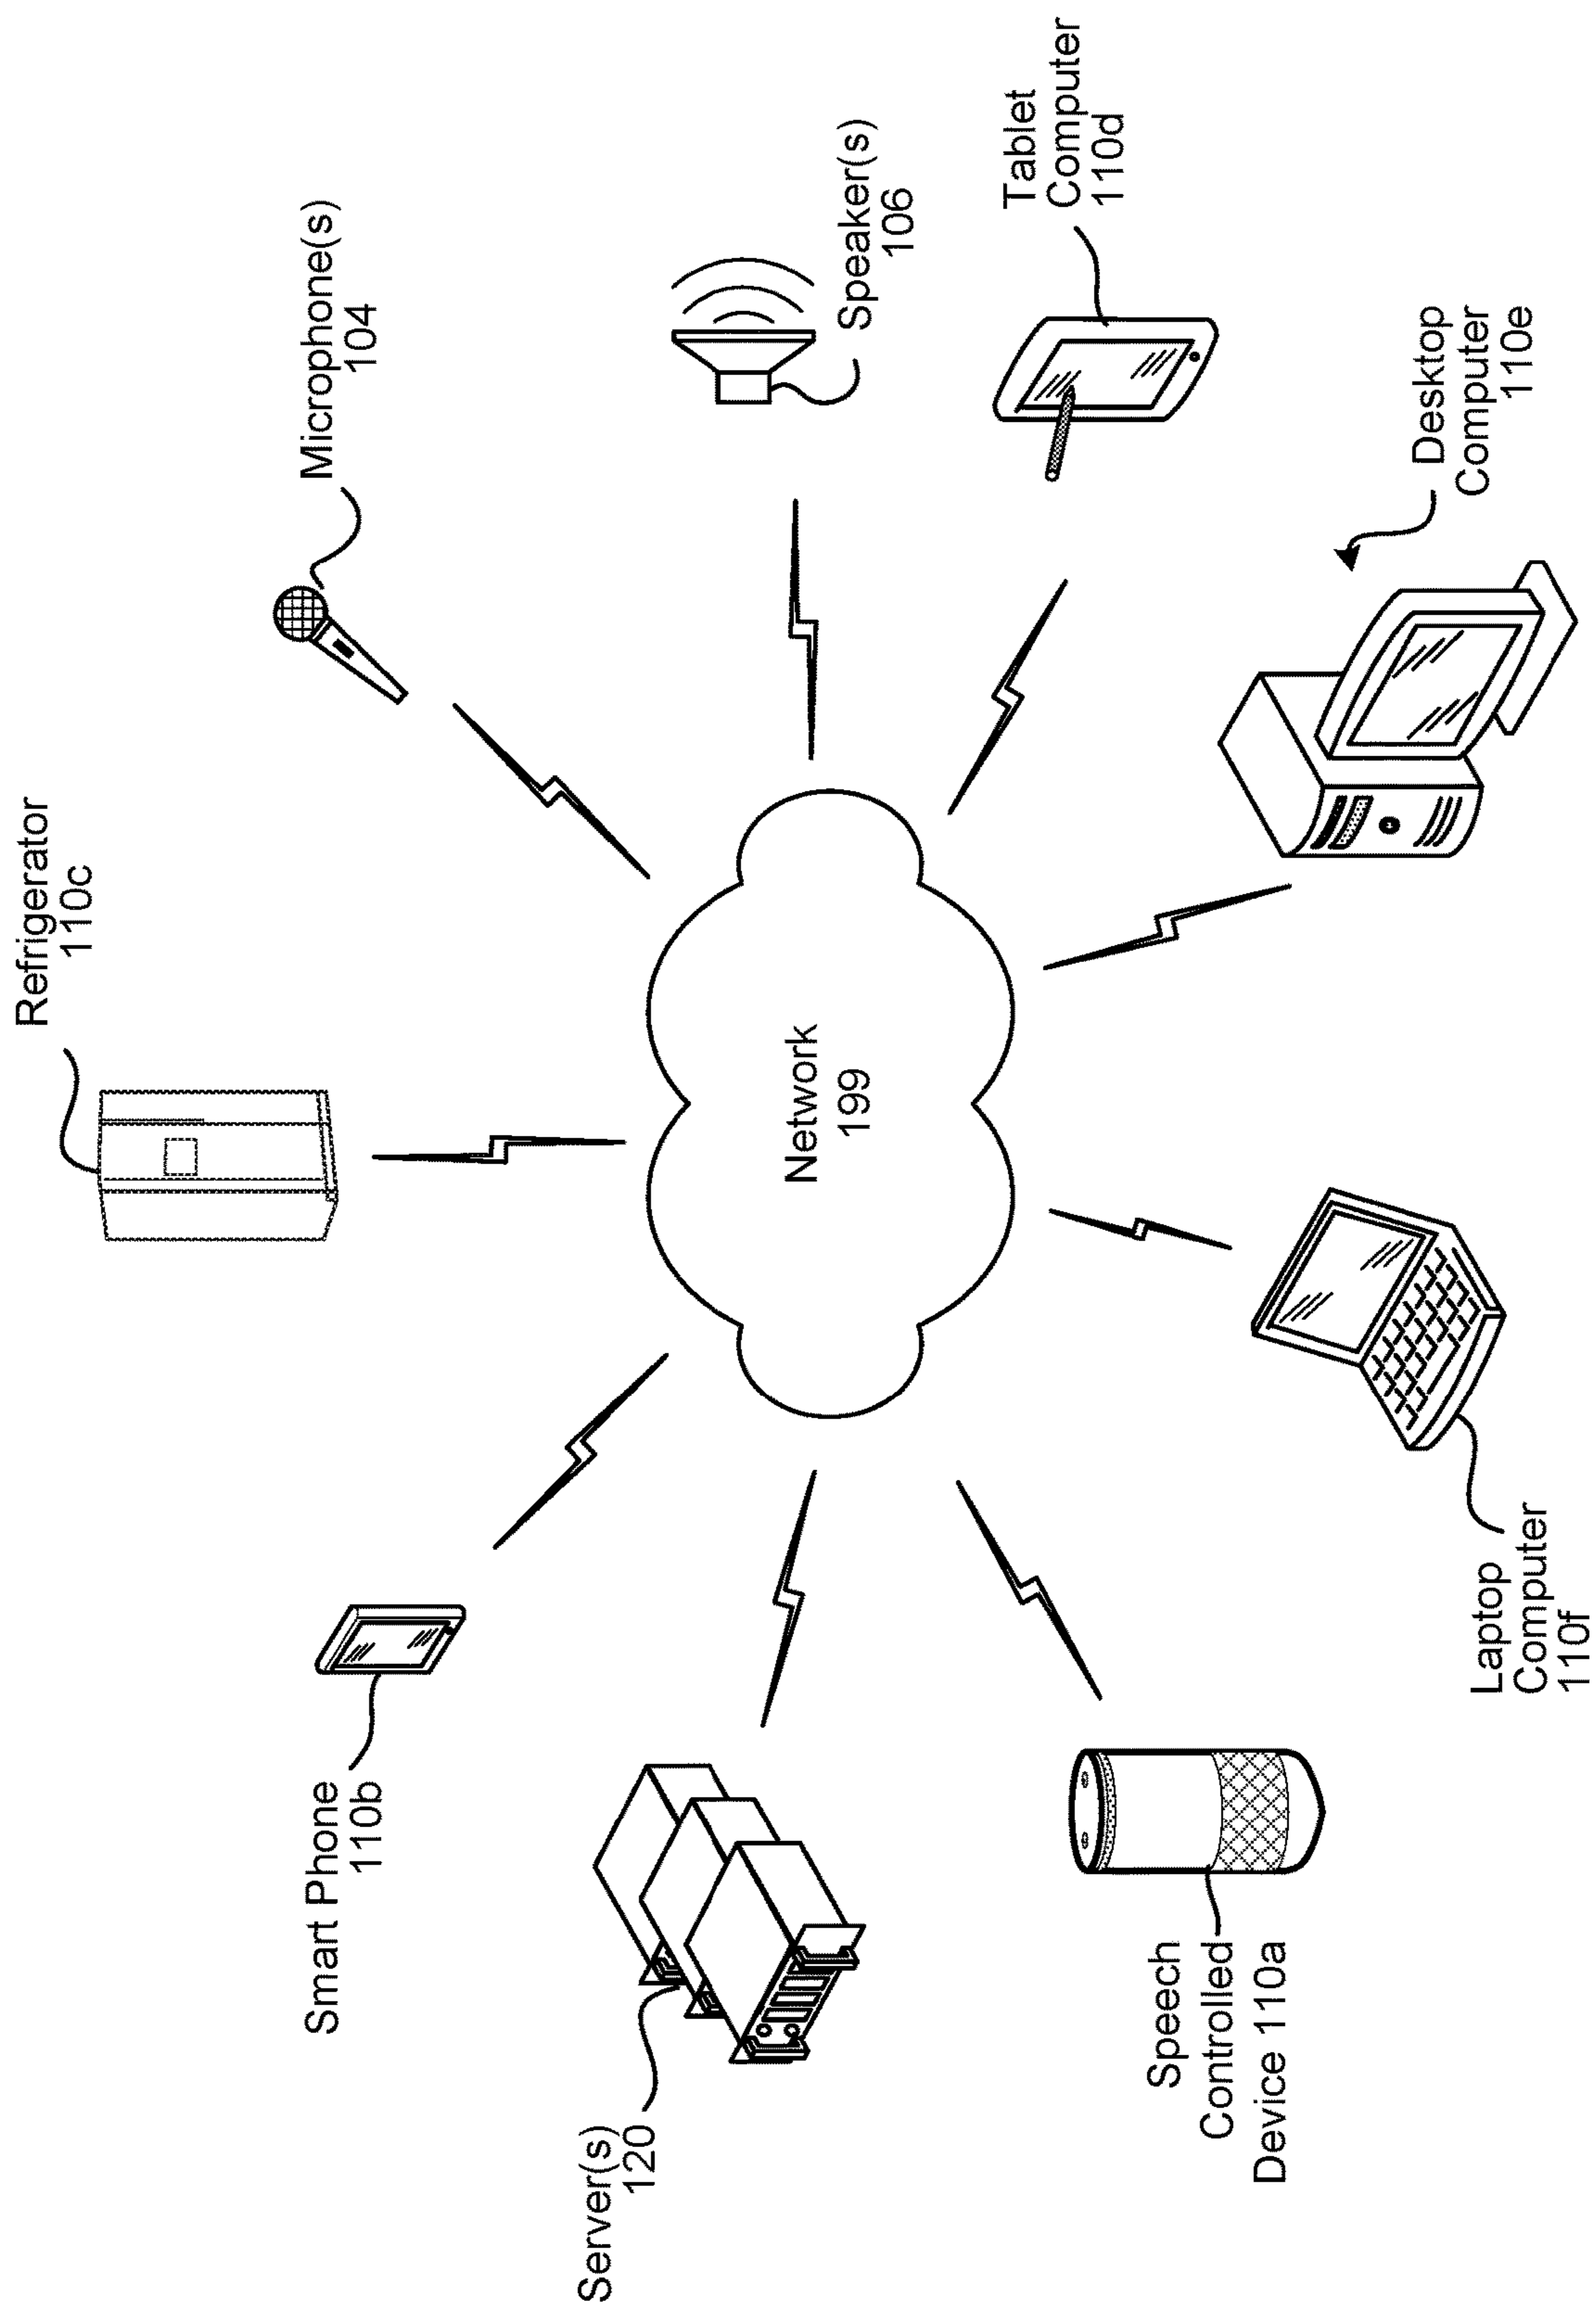 Refrigerator
110c
Smart Phone
110b
Microphone(s)
104
Server(s)
120
Network
199
Speaker(s)
106
Speech
Controlled
Device 110a
Tablet
Computer
110d
Laptop
Computer
110f
Desktop
Computer
110e